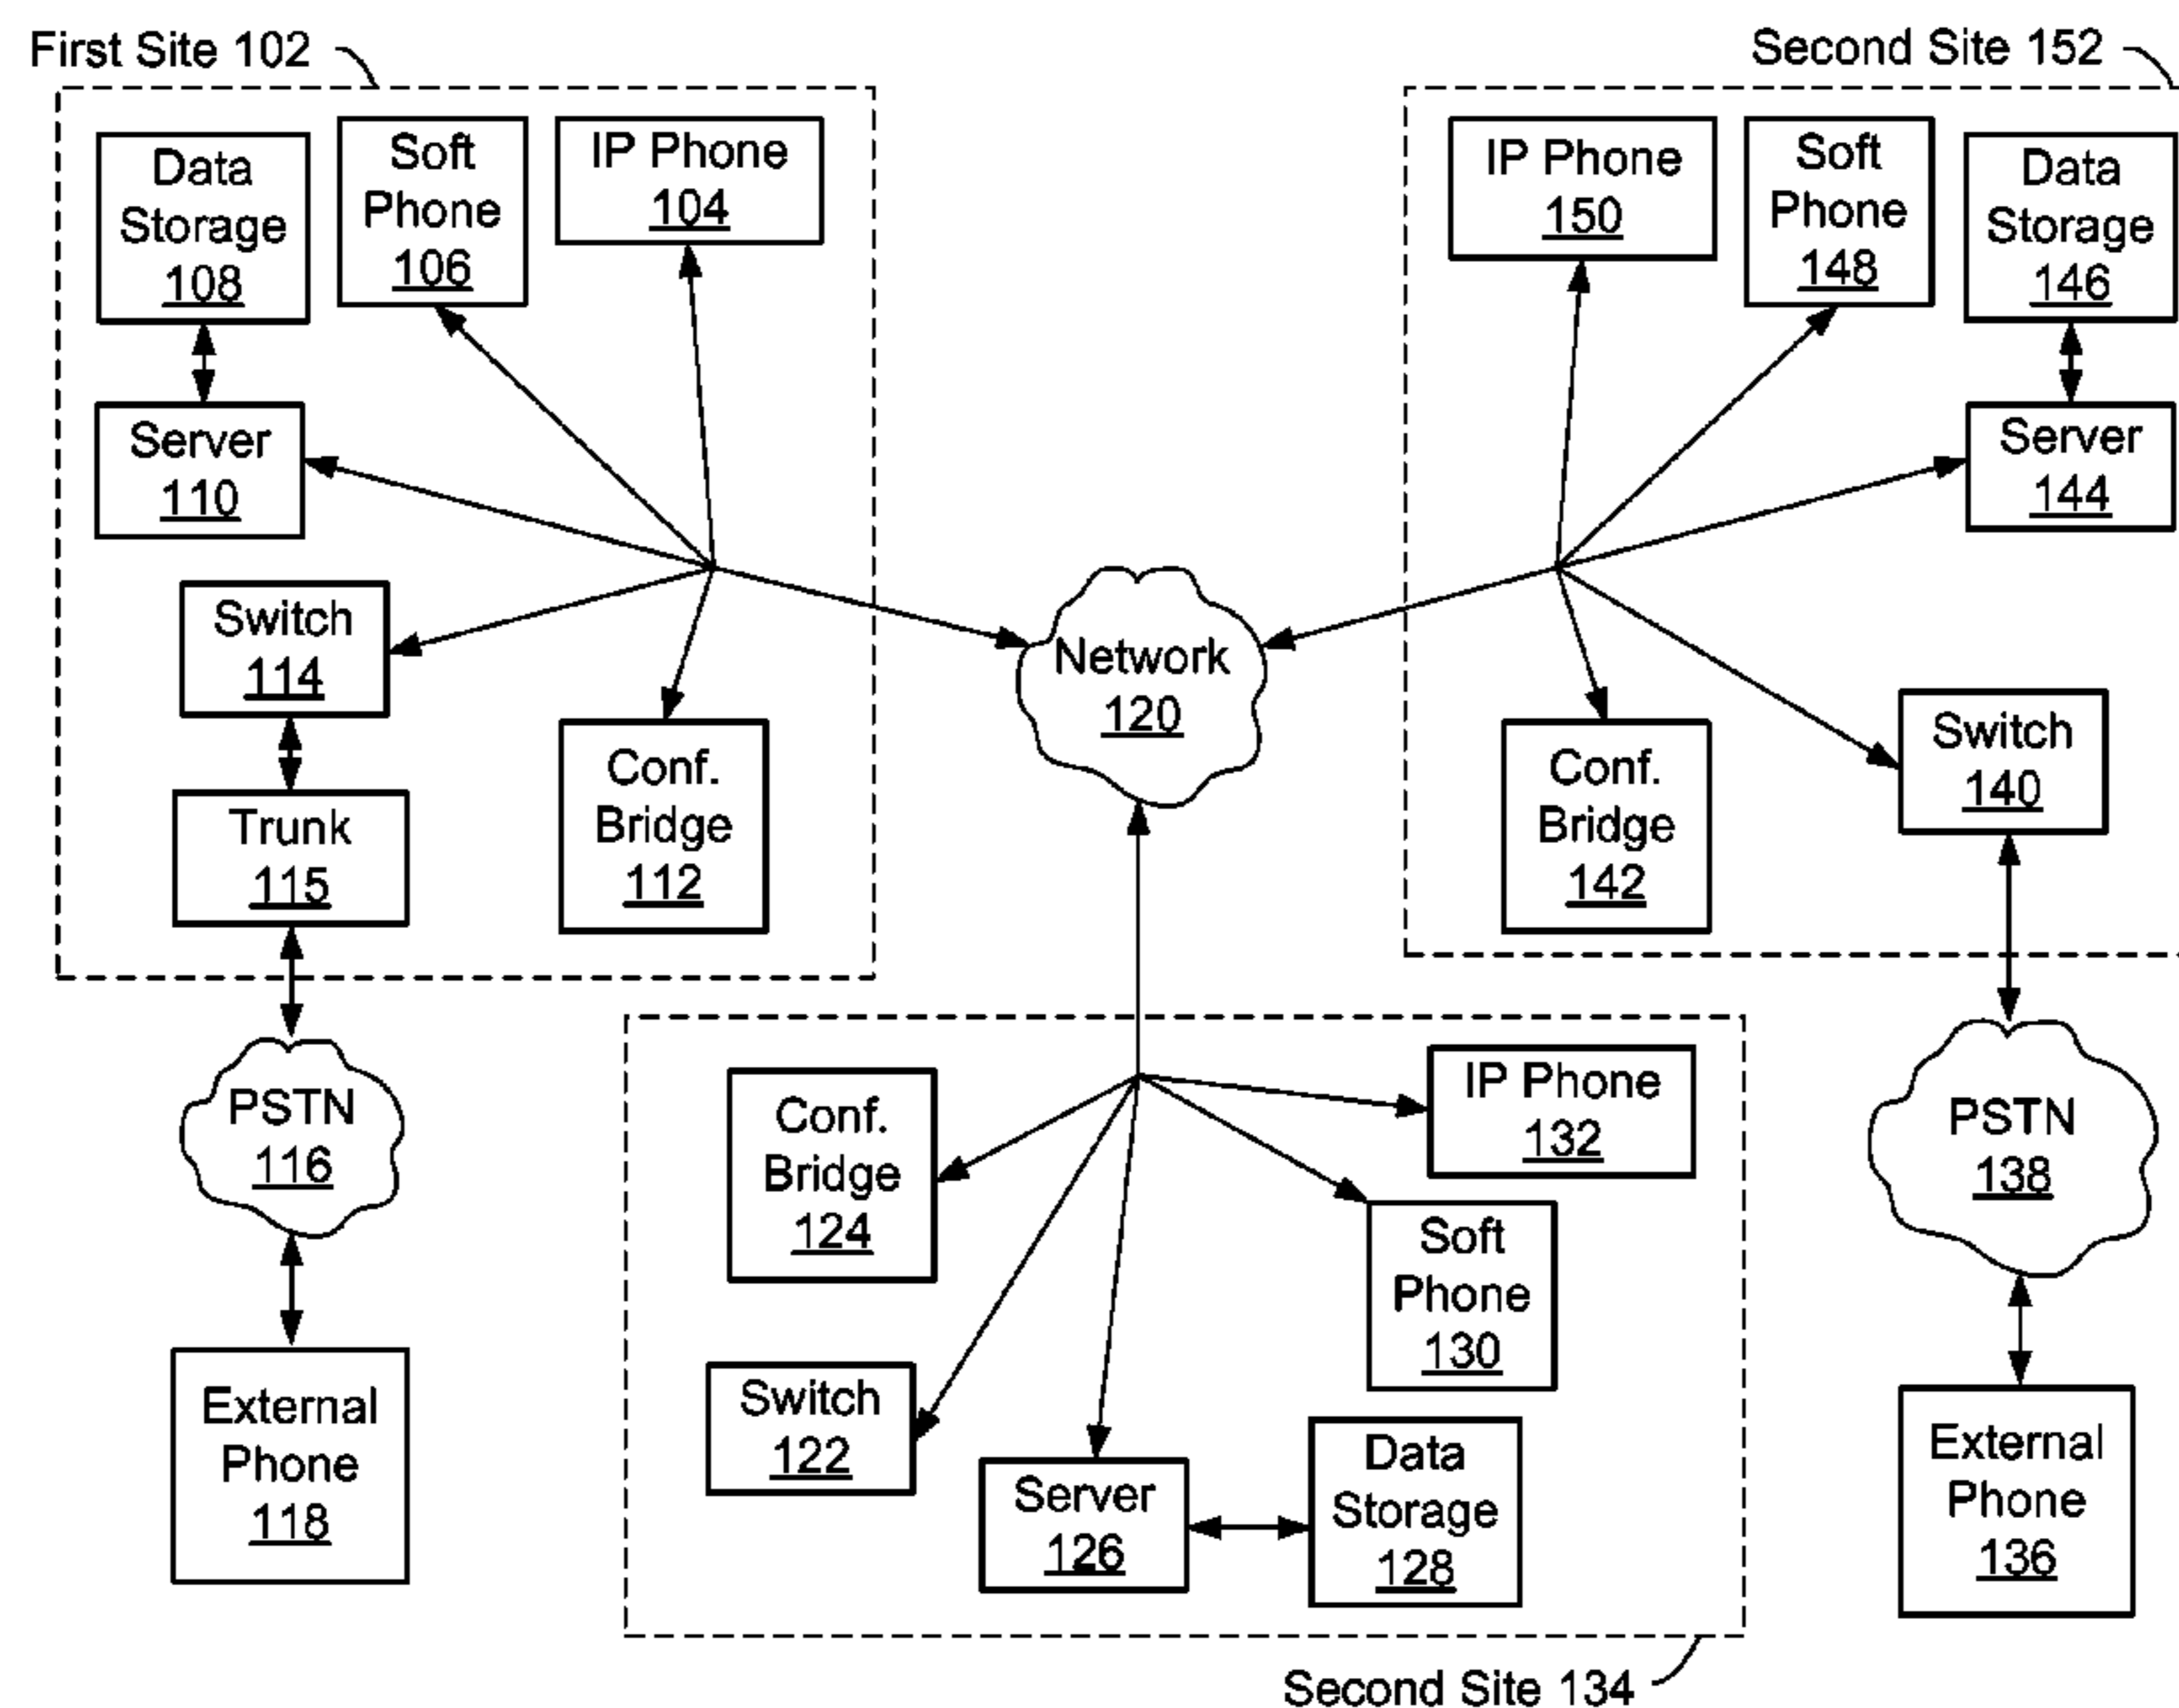 First Site 102
Second Site 152
Data
Storage
108
Soft
Phone
106
IP Phone
104
Server
110
Switch
114
Trunk
115
Conf.
Bridge
112
Network
120
IP Phone
150
Soft
Phone
148
Data
Storage
146
Server
144
Conf.
Bridge
142
Switch
140
PSTN
116
External
Phone
118
Conf.
Bridge
124
IP Phone
132
Soft
Phone
130
Switch
122
Server
126
Data
Storage
128
PSTN
138
External
Phone
136
Second Site 134